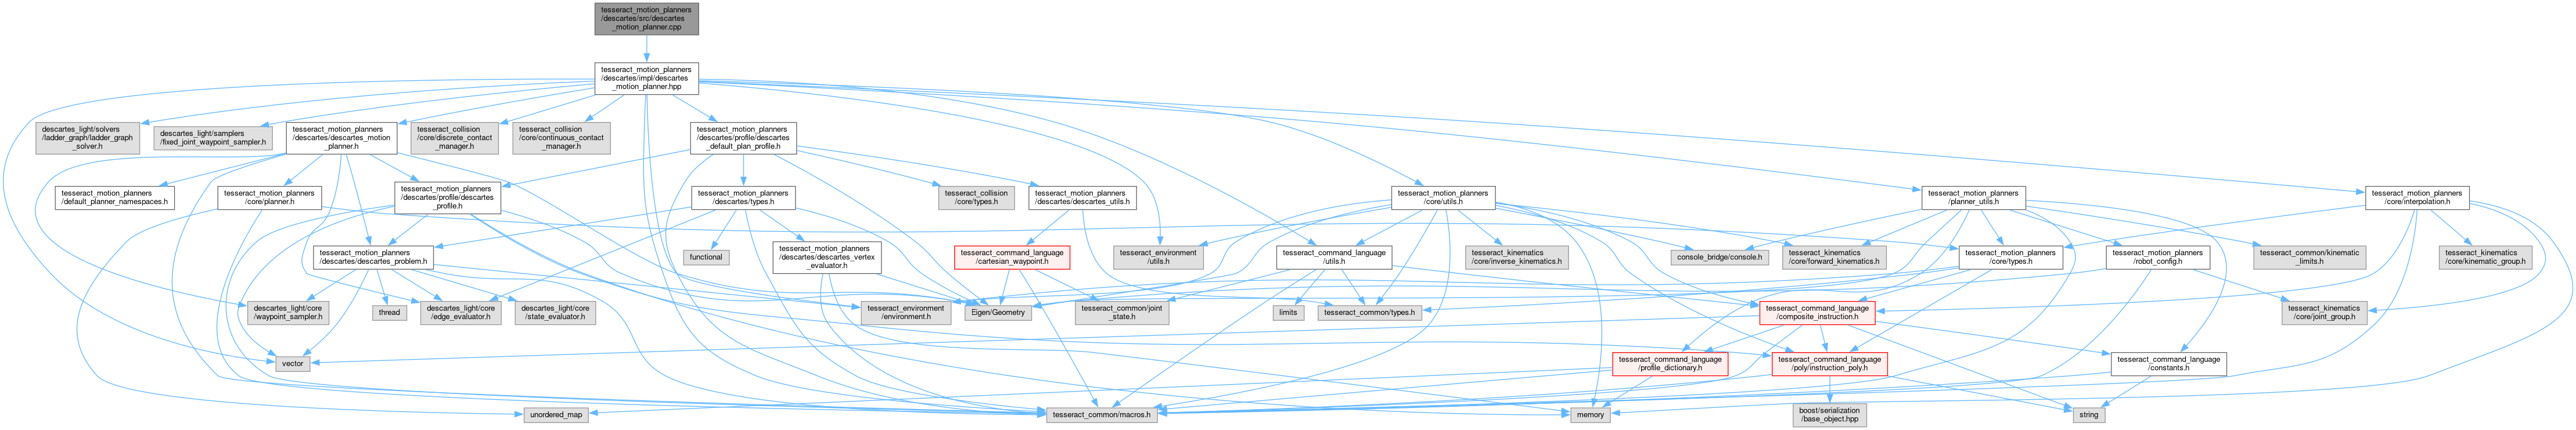 tesseract_motion_planners
/descartes/src/descartes
_motion_planner.cpp
tesseract_motion_planners
/descartes/impl/descartes
_motion_planner.hpp
descartes_light/solvers
/ladder_graph/ladder_graph
_solver.h
descartes_light/samplers
/fixed_joint_waypoint_sampler.h
tesseract_motion_planners
/descartes/descartes_motion
_planner.h
tesseract_collision
/core/discrete_contact
_manager.h
tesseract_collision
/core/continuous_contact
_manager.h
tesseract_motion_planners
/descartes/profile/descartes
_default_plan_profile.h
tesseract_motion_planners
/default_planner_namespaces.h
tesseract_motion_planners
/core/planner.h
tesseract_motion_planners
/descartes/profile/descartes
_profile.h
tesseract_motion_planners
/descartes/types.h
tesseract_collision
/core/types.h
tesseract_motion_planners
/descartes/descartes_utils.h
tesseract_motion_planners
/core/utils.h
tesseract_motion_planners
/planner_utils.h
tesseract_motion_planners
/core/interpolation.h
tesseract_motion_planners
/descartes/descartes_problem.h
functional
tesseract_motion_planners
/descartes/descartes_vertex
_evaluator.h
tesseract_command_language
/cartesian_waypoint.h
tesseract_environment
/utils.h
tesseract_command_language
/utils.h
tesseract_kinematics
/core/inverse_kinematics.h
console_bridge/console.h
tesseract_kinematics
/core/forward_kinematics.h
tesseract_motion_planners
/core/types.h
tesseract_motion_planners
/robot_config.h
tesseract_common/kinematic
_limits.h
tesseract_kinematics
/core/kinematic_group.h
descartes_light/core
/waypoint_sampler.h
thread
descartes_light/core
/edge_evaluator.h
descartes_light/core
/state_evaluator.h
tesseract_environment
/environment.h
Eigen/Geometry
tesseract_common/joint
_state.h
limits
tesseract_common/types.h
tesseract_command_language
/composite_instruction.h
tesseract_kinematics
/core/joint_group.h
vector
tesseract_command_language
/profile_dictionary.h
tesseract_command_language
/poly/instruction_poly.h
tesseract_command_language
/constants.h
unordered_map
tesseract_common/macros.h
memory
boost/serialization
/base_object.hpp
string